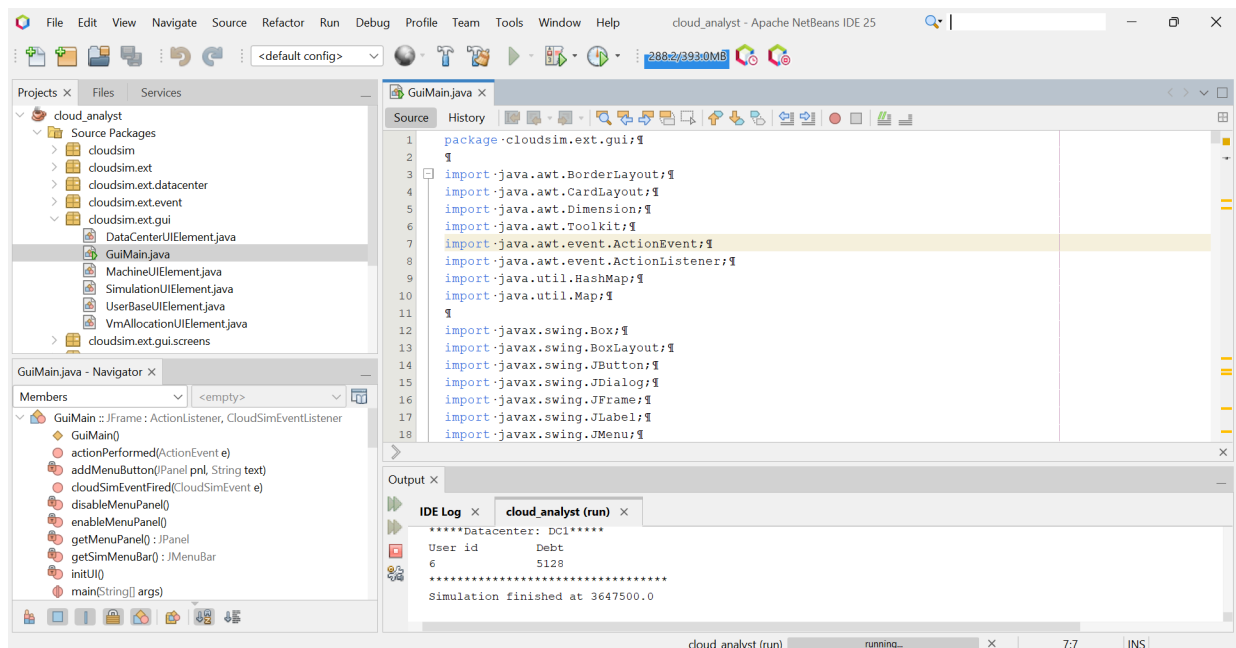 File Edit View Navigate Source Refactor Run Debug Profile Team Tools Window Help cloud_analyst - Apache NetBeans IDE 25
<default config> 288.2/393.0MB
Projects Files Services
cloud_analyst
Source Packages
cloudsim
cloudsim.ext
cloudsim.ext.datacenter
cloudsim.ext.event
cloudsim.ext.gui
DataCenterUIElement.java
GuiMain.java
MachineUIElement.java
SimulationUIElement.java
UserBaseUIElement.java
VmAllocationUIElement.java
cloudsim.ext.gui.screens
GuiMain.java - Navigator
Members <empty>
GuiMain :: JFrame : ActionListener, CloudSimEventListener
GuiMain()
actionPerformed(ActionEvent e)
addMenuButton(JPanel pnl, String text)
cloudSimEventFired(CloudSimEvent e)
disableMenuPanel()
enableMenuPanel()
getMenuPanel() : JPanel
getSimMenuBar() : JMenuBar
initUI()
main(String[] args)
GuiMain.java
Source History
1 package·cloudsim.ext.gui;¶
2 ¶
3 import·java.awt.BorderLayout;¶
4 import·java.awt.CardLayout;¶
5 import·java.awt.Dimension;¶
6 import·java.awt.Toolkit;¶
7 import·java.awt.event.ActionEvent;¶
8 import·java.awt.event.ActionListener;¶
9 import·java.util.HashMap;¶
10 import·java.util.Map;¶
11 ¶
12 import·javax.swing.Box;¶
13 import·javax.swing.BoxLayout;¶
14 import·javax.swing.JButton;¶
15 import·javax.swing.JDialog;¶
16 import·javax.swing.JFrame;¶
17 import·javax.swing.JLabel;¶
18 import·javax.swing.JMenu;¶
Output
IDE Log cloud_analyst (run)
*****Datacenter: DC1*****
User id Debt
6 5128
**********************************
Simulation finished at 3647500.0
cloud_analyst (run) running... 7:7 INS